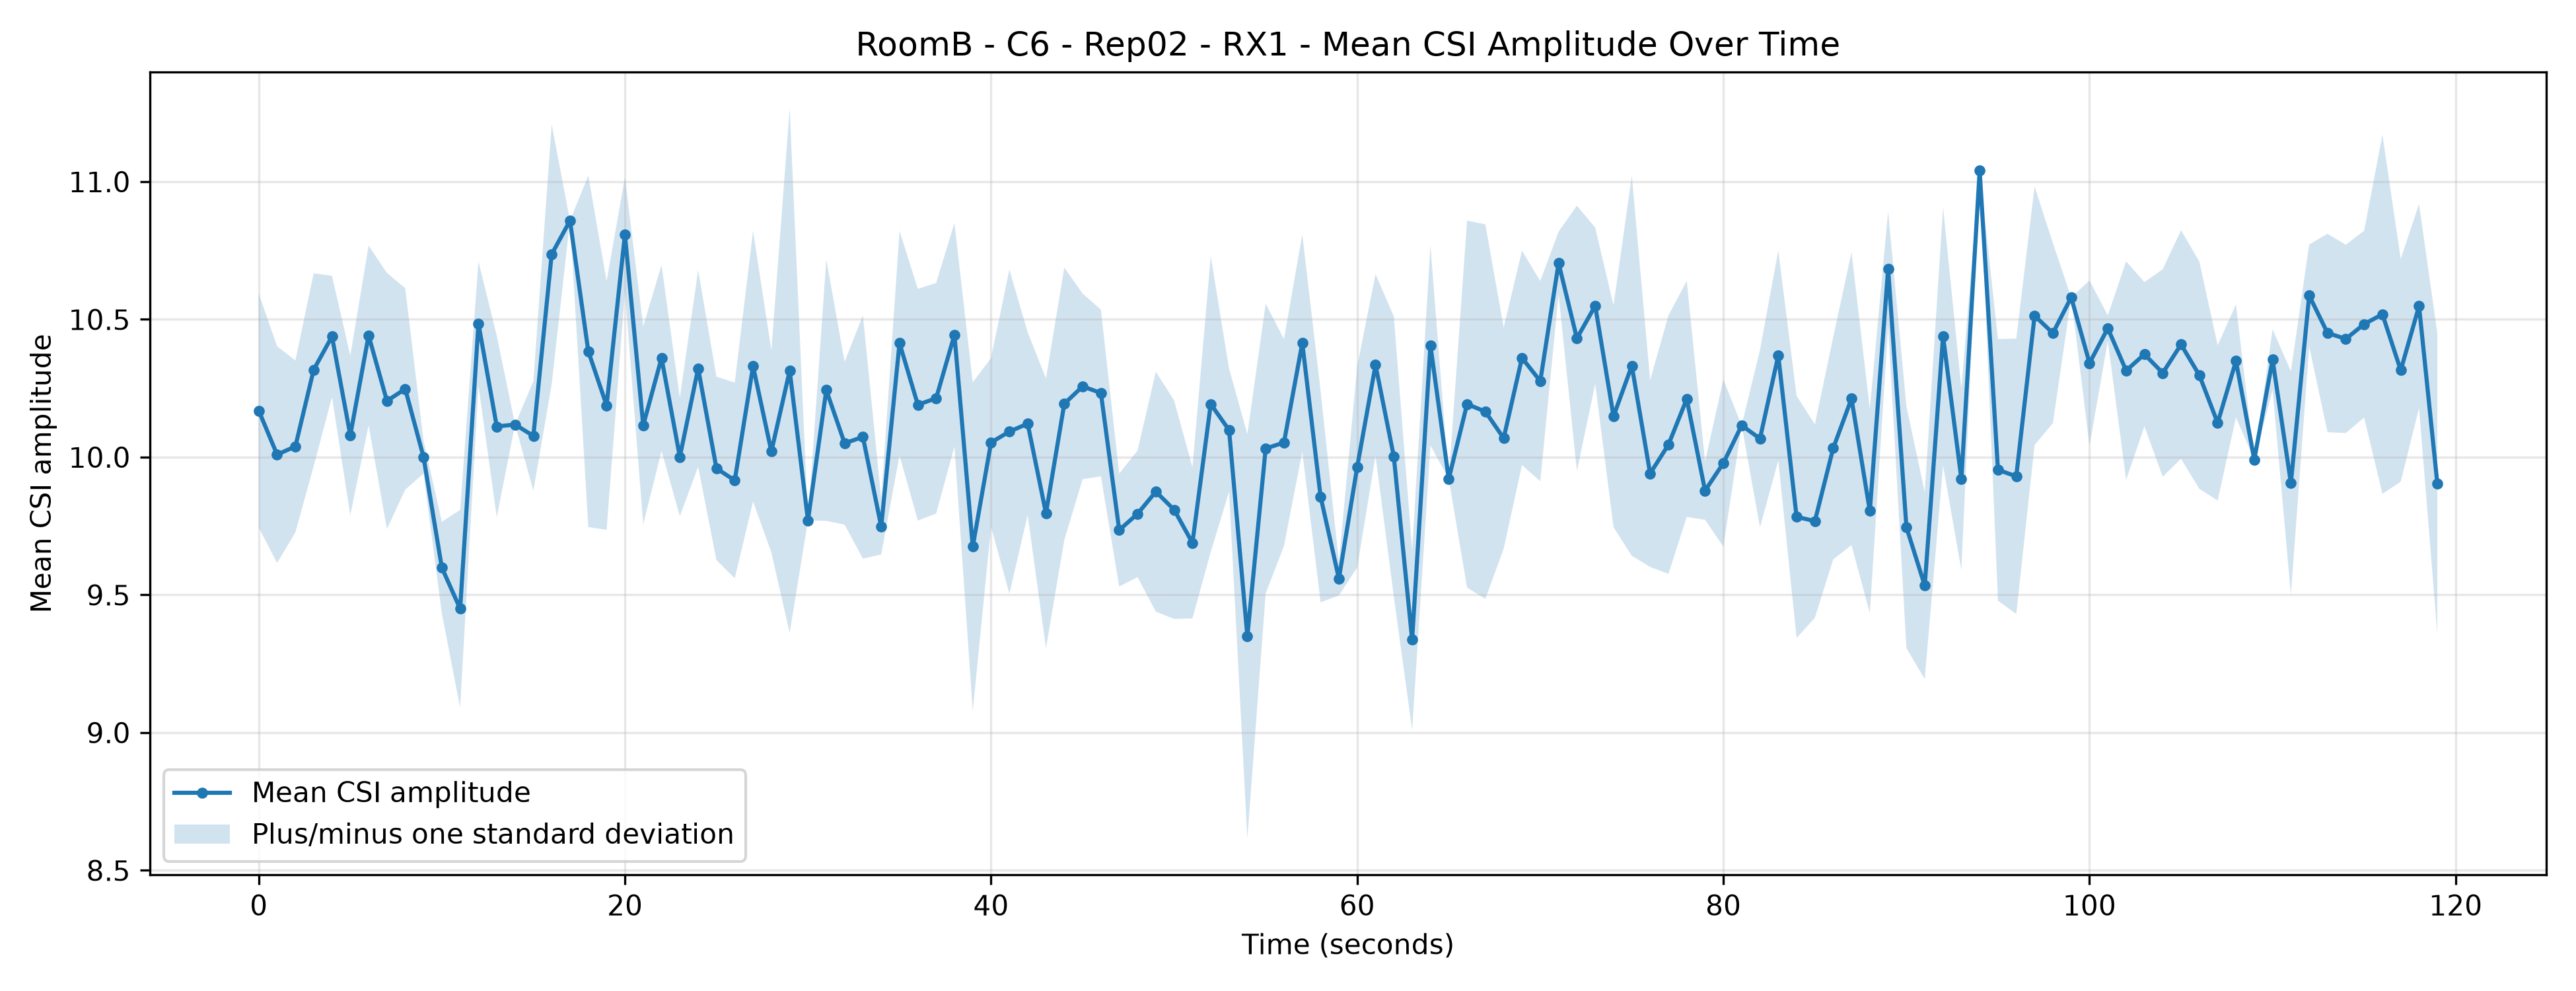 RoomB - C6 - Rep02 - RX1 - Mean CSI Amplitude Over Time
Mean CSI amplitude
11.0
10.5
10.0
9.5
9.0
8.5
Mean CSI amplitude
Plus/minus one standard deviation
0 20 40 60 80 100 120
Time (seconds)